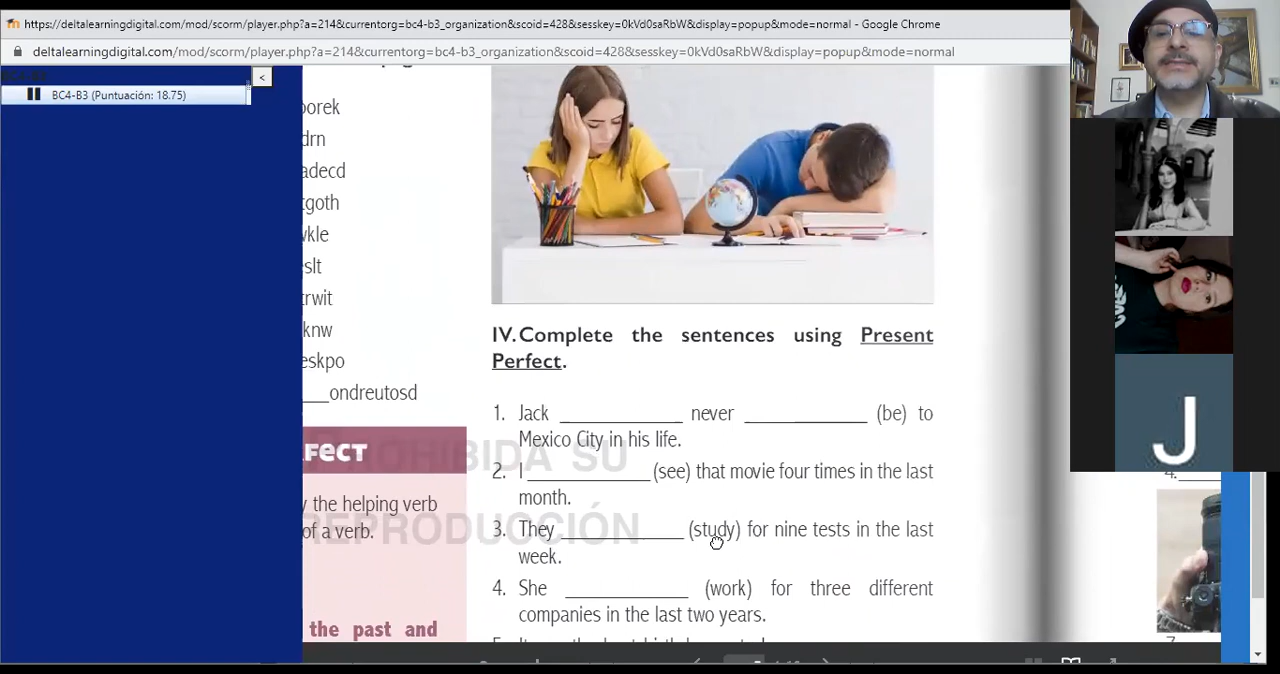 https://deltalearningdigital.com/mod/scorm/player.php?a=214&currentorg=bc4-b3_organization&scoid=428&sesskey=0kVd0saRbW&display=popup&mode=normal - Google Chrome
deltalearningdigital.com/mod/scorm/player.php?a=214&currentorg=bc4-b3_organization&scoid=428&sesskey=0kVd0saRbW&display=popup&mode=normal
<
BC4-B3 (Puntuación: 18.75)
orek
drn
adecd
goth
wkle
eslt
rwit
knw
eskpo
___ondreutosd
rfect
y the helping verb
of a verb.
the past and
IV. Complete the sentences using Present
Perfect.
1. Jack ____________ never ____________ (be) to
Mexico City in his life.
2. I ____________ (see) that movie four times in the last
month.
3. They ____________ (study) for nine tests in the last
week.
4. She ____________ (work) for three different
companies in the last two years.
PROHIBIDA SU
REPRODUCCIÓN
J